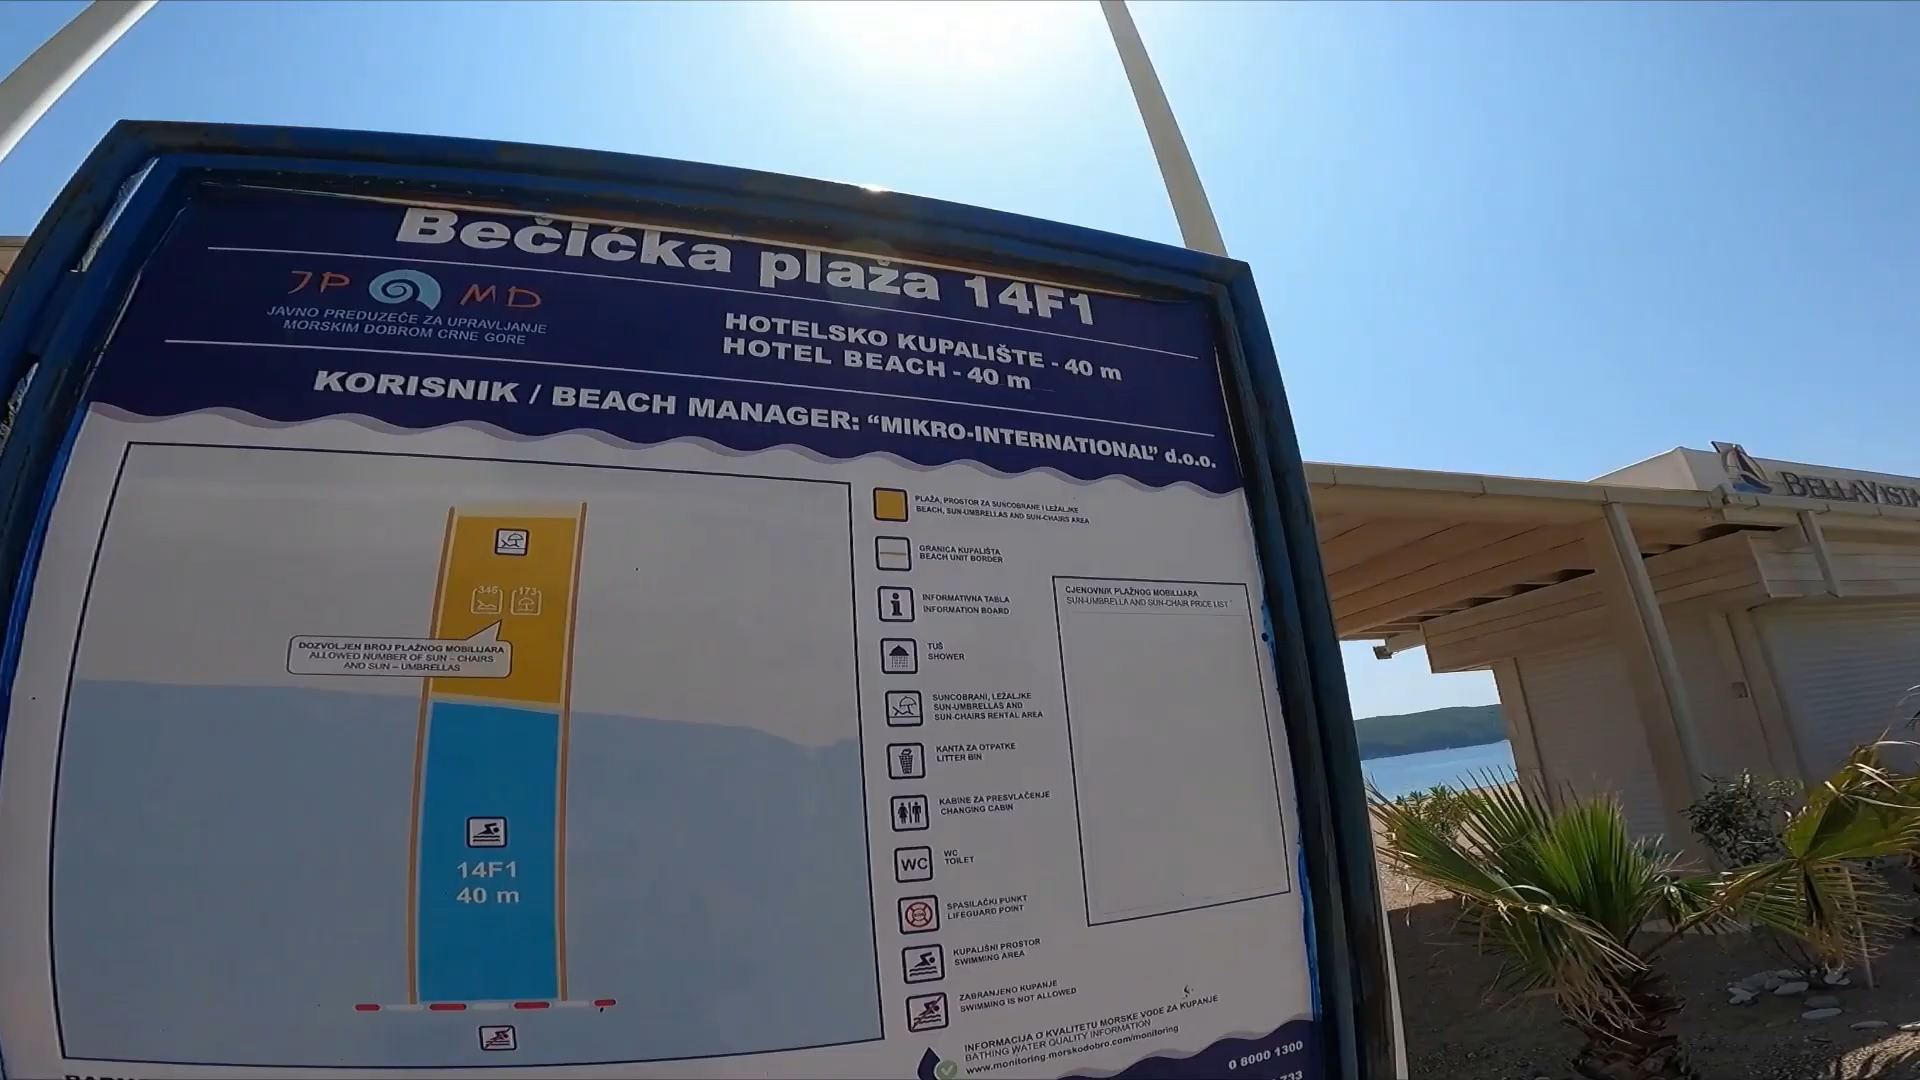 Bečićka plaža 14F1
JP MD
JAVNO PREDUZEĆE ZA UPRAVLJANJE
MORSKIM DOBROM CRNE GORE
HOTELSKO KUPALIŠTE - 40 m
HOTEL BEACH - 40 m
KORISNIK / BEACH MANAGER: “MIKRO-INTERNATIONAL” d.o.o.
346 173
DOZVOLJEN BROJ PLAŽNOG MOBILIJARA
ALLOWED NUMBER OF SUN – CHAIRS
AND SUN – UMBRELLAS
14F1
40 m
PLAŽA, PROSTOR ZA SUNCOBRANE I LEŽALJKE
BEACH, SUN-UMBRELLAS AND SUN-CHAIRS AREA
GRANICA KUPALIŠTA
BEACH UNIT BORDER
INFORMATIVNA TABLA
INFORMATION BOARD
TUŠ
SHOWER
SUNCOBRANI, LEŽALJKE
SUN-UMBRELLAS AND
SUN-CHAIRS RENTAL AREA
KANTA ZA OTPATKE
LITTER BIN
KABINE ZA PRESVLAČENJE
CHANGING CABIN
WC
WC
TOILET
SPASILAČKI PUNKT
LIFEGUARD POINT
KUPALIŠNI PROSTOR
SWIMMING AREA
ZABRANJENO KUPANJE
SWIMMING IS NOT ALLOWED
INFORMACIJA O KVALITETU MORSKE VODE ZA KUPANJE
BATHING WATER QUALITY INFORMATION
www.monitoring.morskodobro.com/monitoring
0 8000 1300
733
CJENOVNIK PLAŽNOG MOBILIJARA
SUN-UMBRELLA AND SUN-CHAIR PRICE LIST
BELLAVISTA